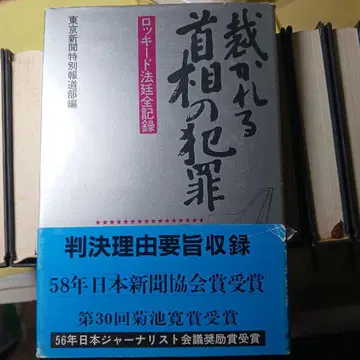 裁かれる
首相の犯罪
ロッキード法廷全記録
東京新聞特別報道部編
★★★★★★★★★★★★★★★★
判決理由要旨収録
58年日本新聞協会賞受賞
第30回菊池寛賞受賞
56年日本ジャーナリスト会議奨励賞受賞